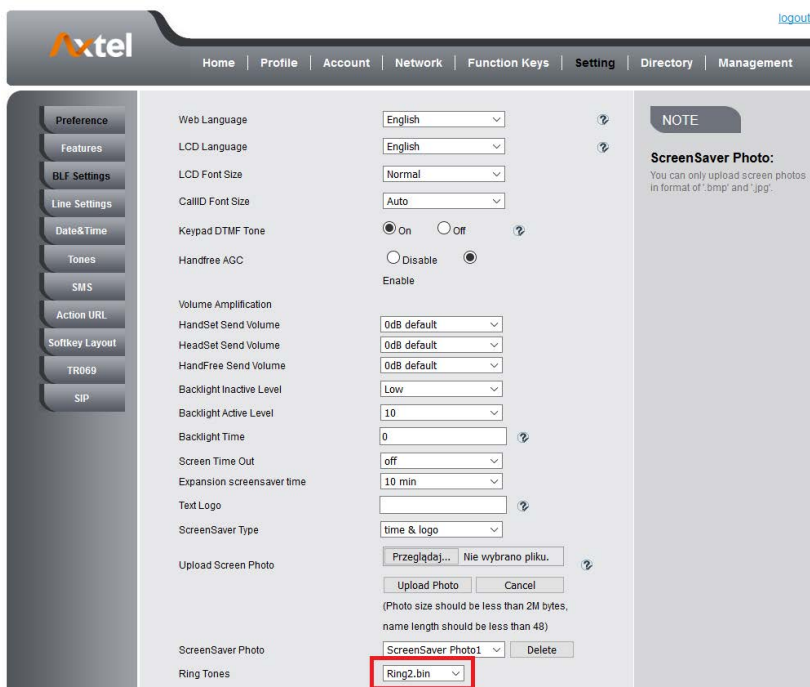 logout
Axtel
Home | Profile | Account | Network | Function Keys | Setting | Directory | Management
Preference
Features
BLF Settings
Line Settings
Date&Time
Tones
SMS
Action URL
Softkey Layout
TR069
SIP
Web Language English
LCD Language English
LCD Font Size Normal
CallID Font Size Auto
Keypad DTMF Tone On Off
Handfree AGC Disable
Enable
Volume Amplification
HandSet Send Volume 0dB default
HeadSet Send Volume 0dB default
HandFree Send Volume 0dB default
Backlight Inactive Level Low
Backlight Active Level 10
Backlight Time 0
Screen Time Out off
Expansion screensaver time 10 min
Text Logo
ScreenSaver Type time & logo
Upload Screen Photo Przeglądaj... Nie wybrano pliku.
Upload Photo Cancel
(Photo size should be less than 2M bytes,
name length should be less than 48)
ScreenSaver Photo ScreenSaver Photo1 Delete
Ring Tones Ring2.bin
NOTE
ScreenSaver Photo:
You can only upload screen photos
in format of '.bmp' and '.jpg'.